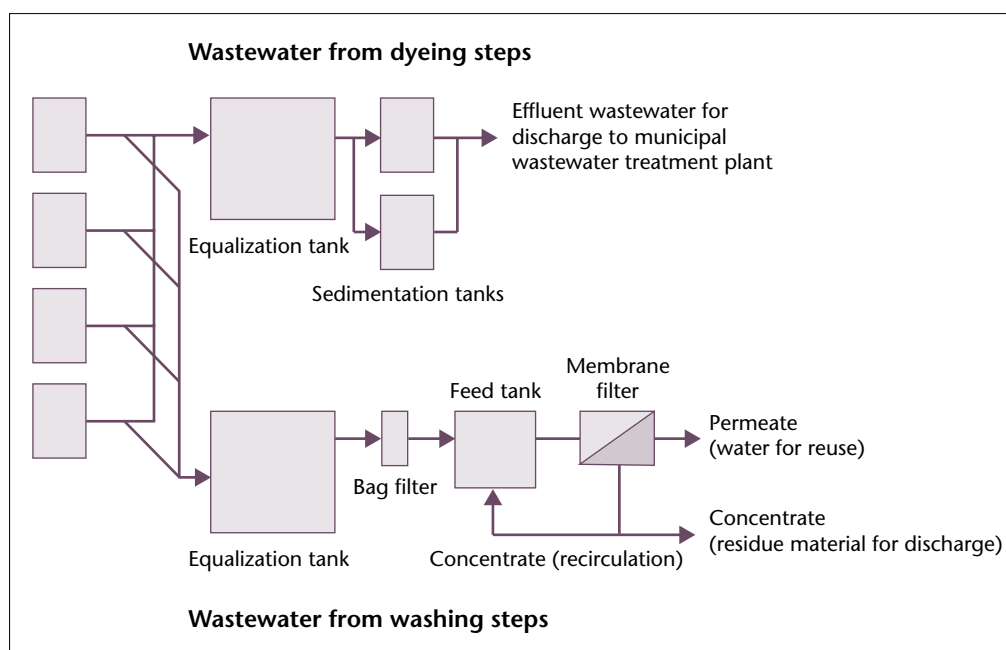 Wastewater from dyeing steps
Effluent wastewater for
discharge to municipal
wastewater treatment plant
Equalization tank
Sedimentation tanks
Membrane
filter
Feed tank
Permeate
(water for reuse)
Bag filter
Concentrate
(residue material for discharge)
Equalization tank
Concentrate (recirculation)
Wastewater from washing steps